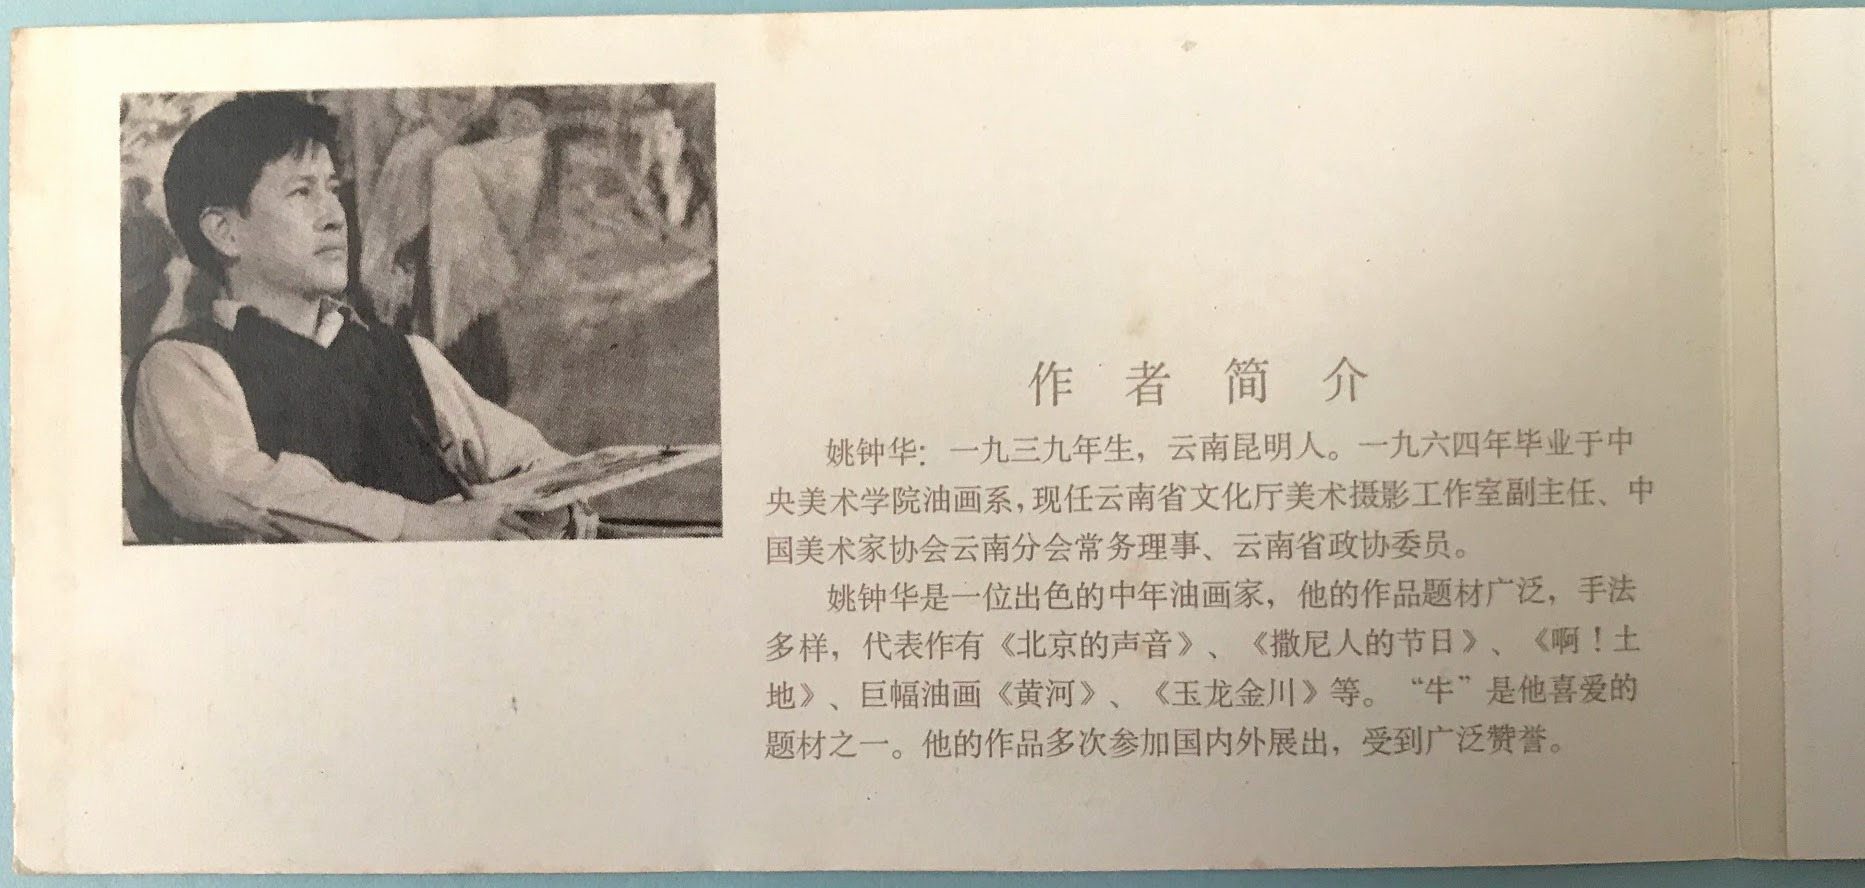 作者简介
姚钟华：一九三九年生，云南昆明人。一九六四年毕业于中
央美术学院油画系，现任云南省文化厅美术摄影工作室副主任、中
国美术家协会云南分会常务理事、云南省政协委员。
姚钟华是一位出色的中年油画家，他的作品题材广泛，手法
多样，代表作有《北京的声音》、《撒尼人的节日》、《啊！土
地》、巨幅油画《黄河》、《玉龙金川》等。“牛”是他喜爱的
题材之一。他的作品多次参加国内外展出，受到广泛赞誉。